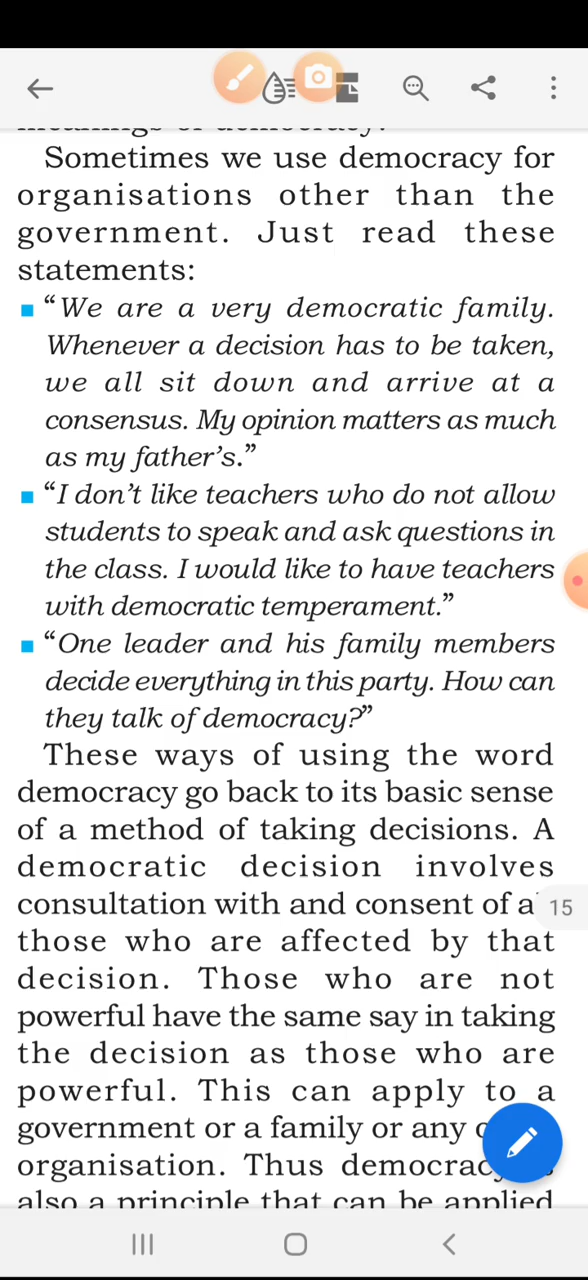 Sometimes we use democracy for
organisations other than the
government. Just read these
statements:
“We are a very democratic family.
Whenever a decision has to be taken,
we all sit down and arrive at a
consensus. My opinion matters as much
as my father’s.”
“I don’t like teachers who do not allow
students to speak and ask questions in
the class. I would like to have teachers
with democratic temperament.”
“One leader and his family members
decide everything in this party. How can
they talk of democracy?”
These ways of using the word
democracy go back to its basic sense
of a method of taking decisions. A
democratic decision involves
consultation with and consent of
15
those who are affected by that
decision. Those who are not
powerful have the same say in taking
the decision as those who are
powerful. This can apply to a
government or a family or any
organisation. Thus
also a principle that can be applied